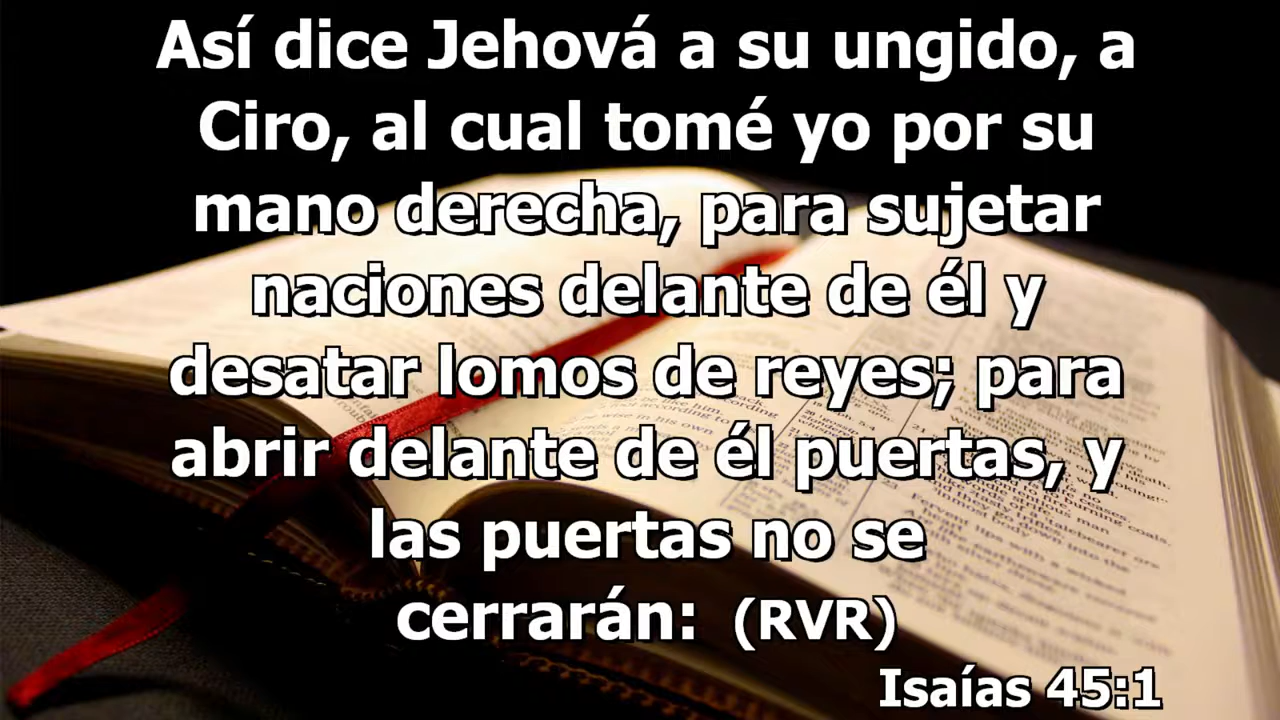 Así dice Jehová a su ungido, a
Ciro, al cual tomé yo por su
mano derecha, para sujetar
naciones delante de él y
desatar lomos de reyes; para
abrir delante de él puertas, y
las puertas no se
cerrarán:  (RVR)
Isaías 45:1